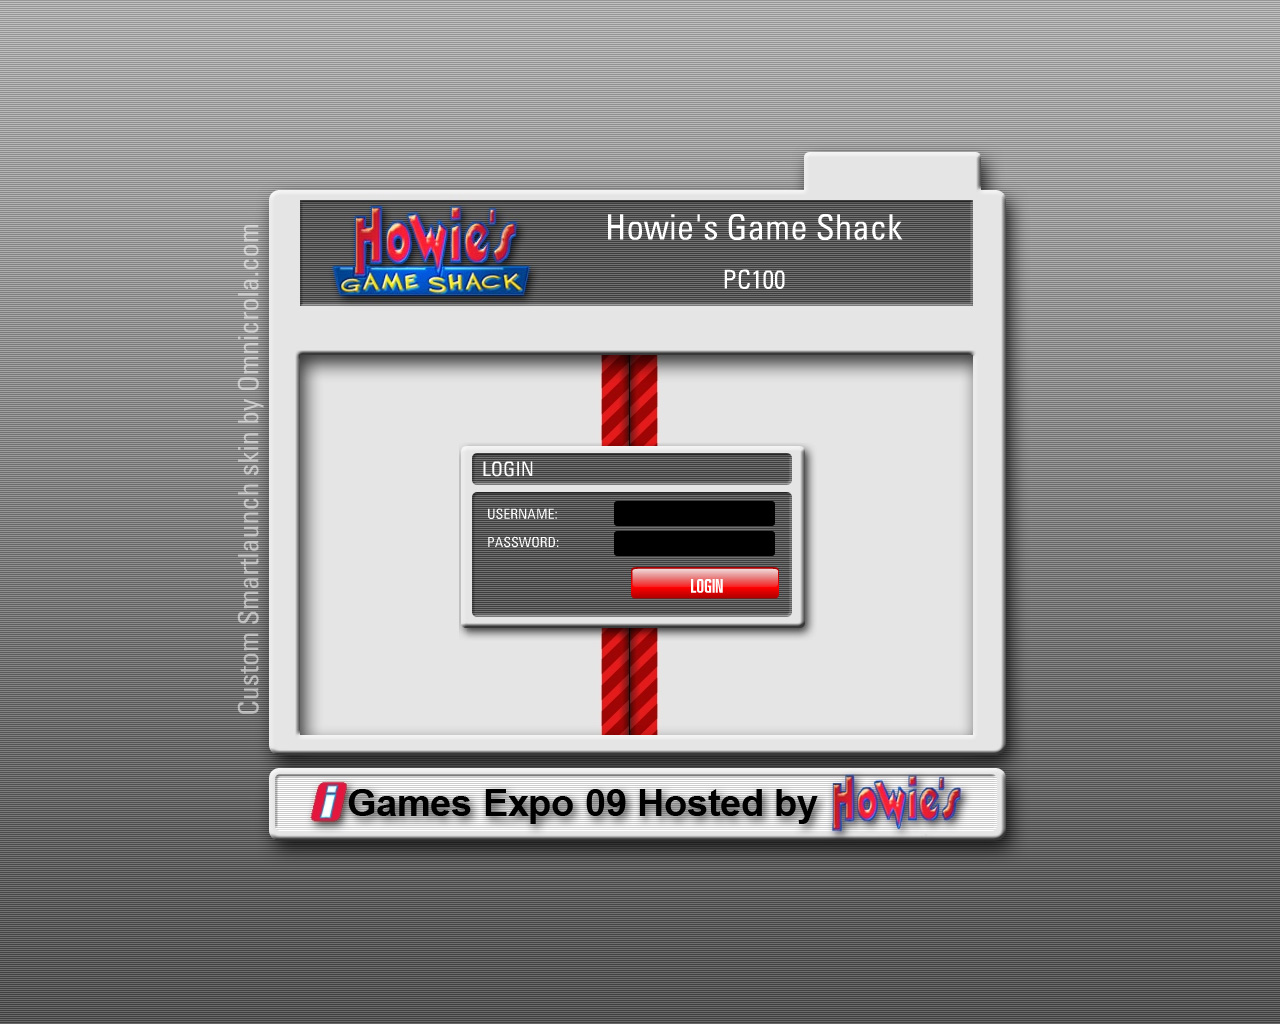 Howie's
GAME SHACK
Howie's Game Shack
PC100
Custom Smartlaunch skin by Omnicrola.com
LOGIN
USERNAME:
PASSWORD:
LOGIN
iGames Expo 09 Hosted by Howie's